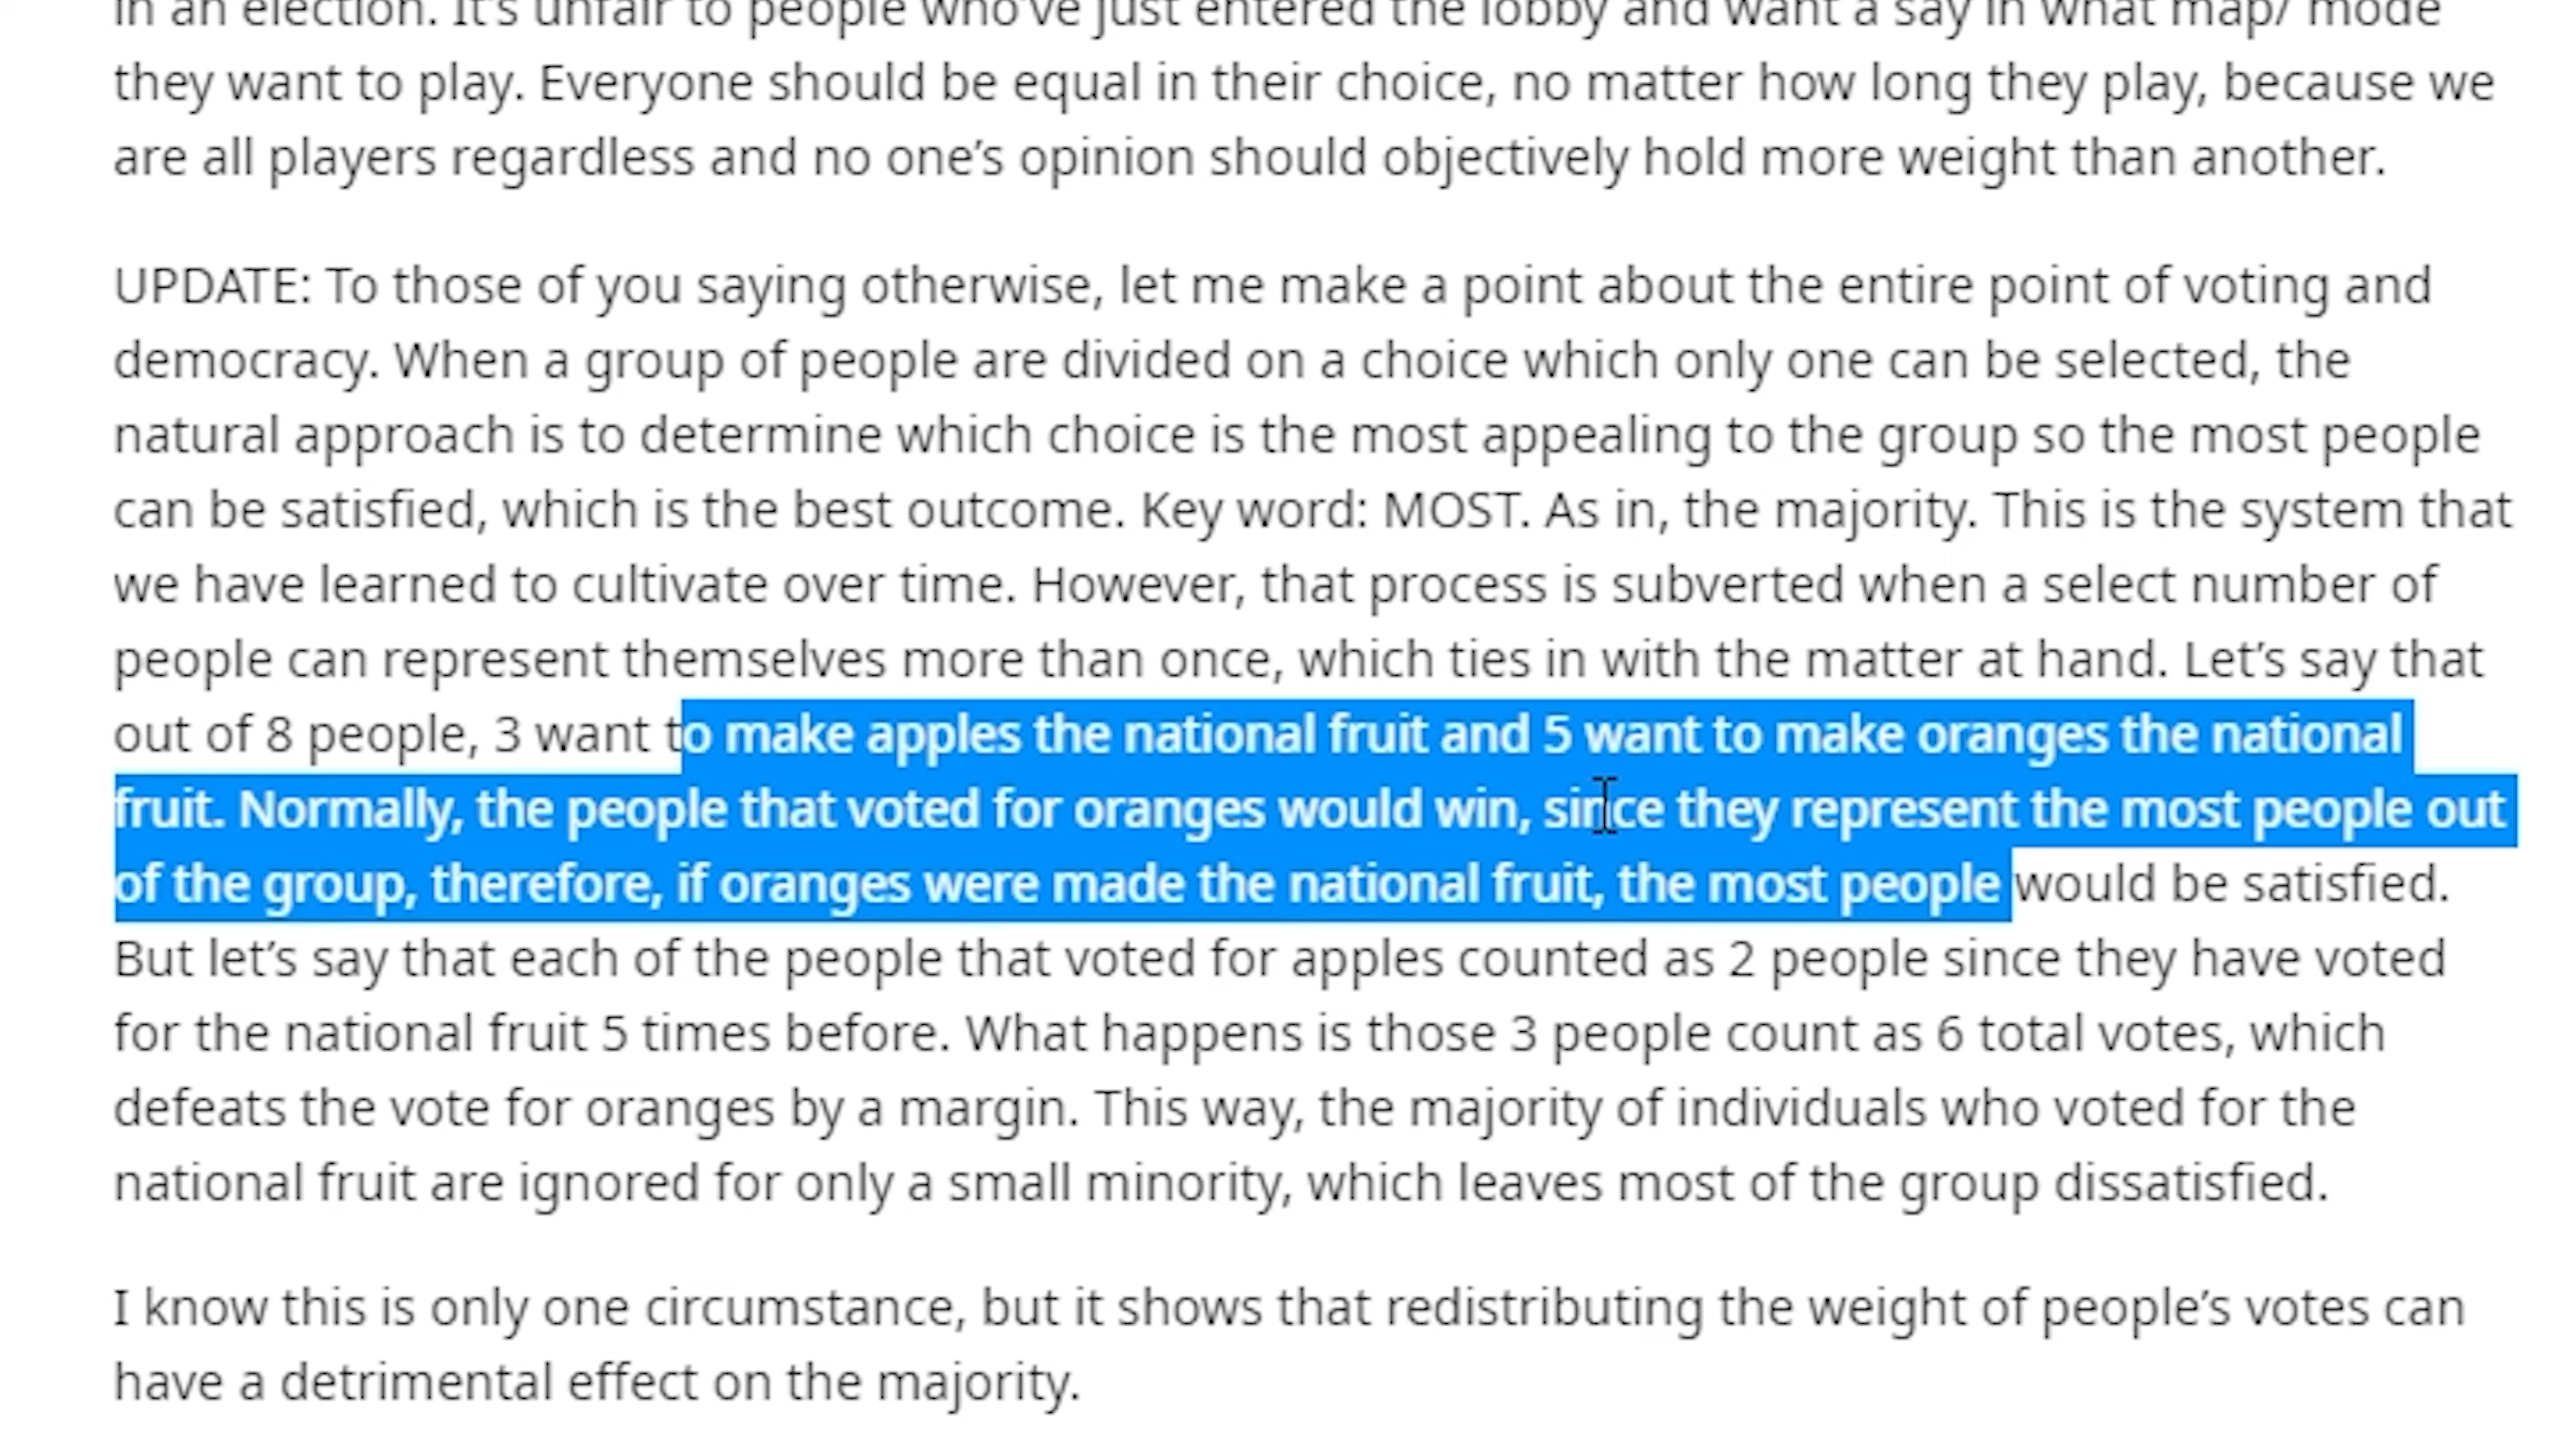 in an election. It's unfair to people who've just entered the lobby and want a say in what map/ mode
they want to play. Everyone should be equal in their choice, no matter how long they play, because we
are all players regardless and no one’s opinion should objectively hold more weight than another.
UPDATE: To those of you saying otherwise, let me make a point about the entire point of voting and
democracy. When a group of people are divided on a choice which only one can be selected, the
natural approach is to determine which choice is the most appealing to the group so the most people
can be satisfied, which is the best outcome. Key word: MOST. As in, the majority. This is the system that
we have learned to cultivate over time. However, that process is subverted when a select number of
people can represent themselves more than once, which ties in with the matter at hand. Let’s say that
out of 8 people, 3 want to make apples the national fruit and 5 want to make oranges the national
fruit. Normally, the people that voted for oranges would win, since they represent the most people out
of the group, therefore, if oranges were made the national fruit, the most people would be satisfied.
But let’s say that each of the people that voted for apples counted as 2 people since they have voted
for the national fruit 5 times before. What happens is those 3 people count as 6 total votes, which
defeats the vote for oranges by a margin. This way, the majority of individuals who voted for the
national fruit are ignored for only a small minority, which leaves most of the group dissatisfied.
I know this is only one circumstance, but it shows that redistributing the weight of people’s votes can
have a detrimental effect on the majority.